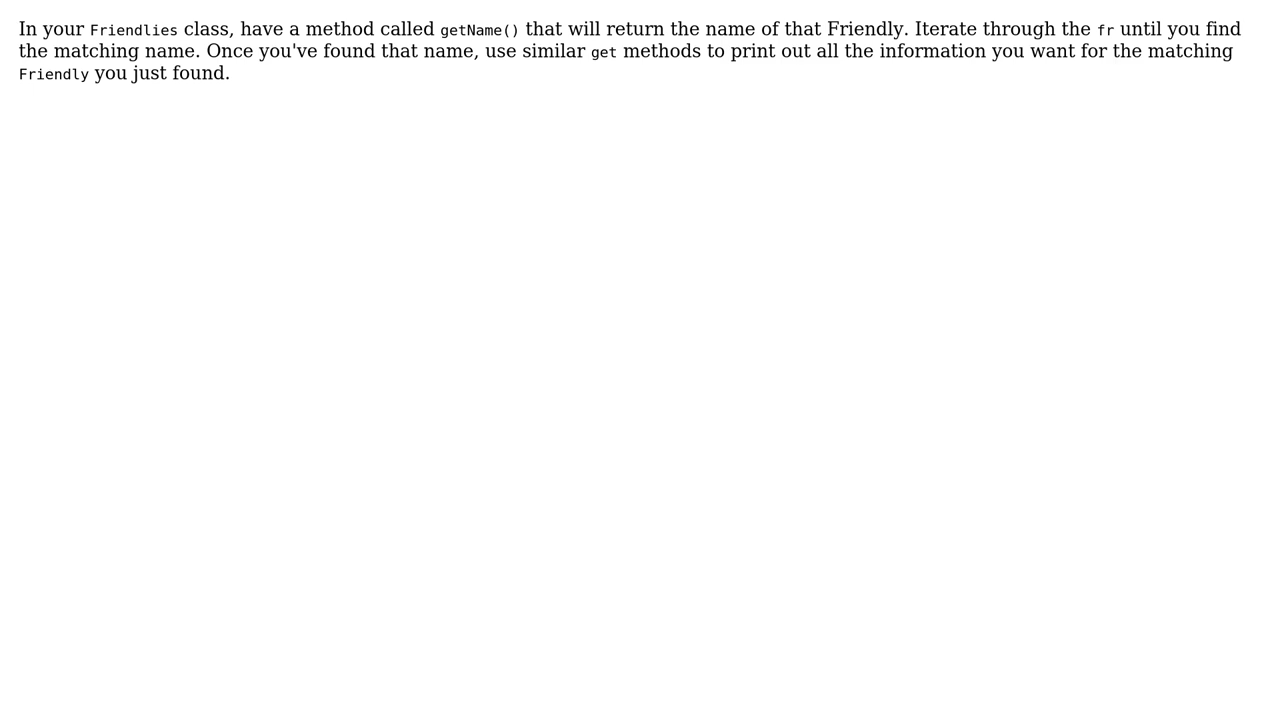 In your Friendlies class, have a method called getName() that will return the name of that Friendly. Iterate through the fr until you find
the matching name. Once you've found that name, use similar get methods to print out all the information you want for the matching
Friendly you just found.